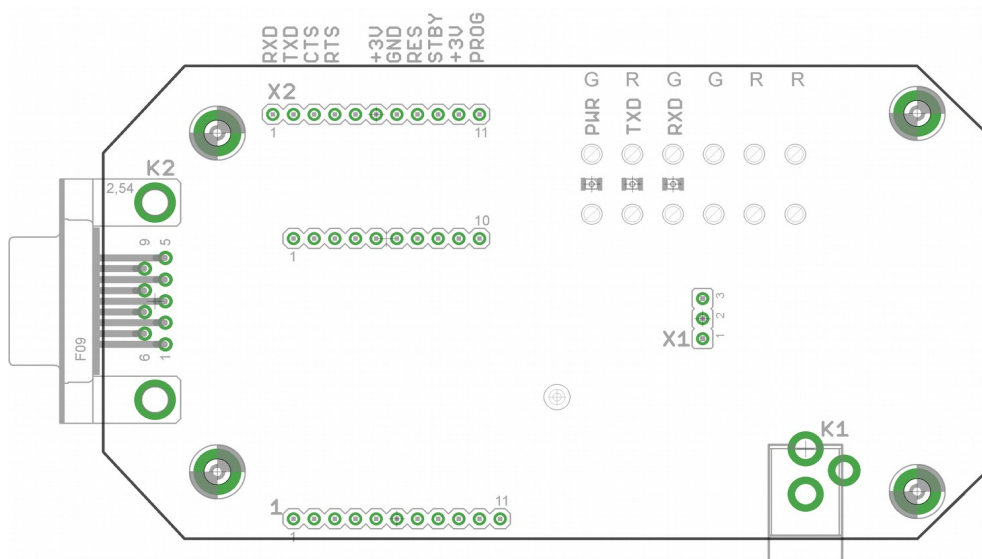 RXD TXD CTS RTS +3V GND RES STBY +3V PROG
X2
1 11
G R G G R R
PWR TXD RXD
K2
2,54
10
1
9 5
6 1
F09
3
2
1
X1
K1
1
1 11